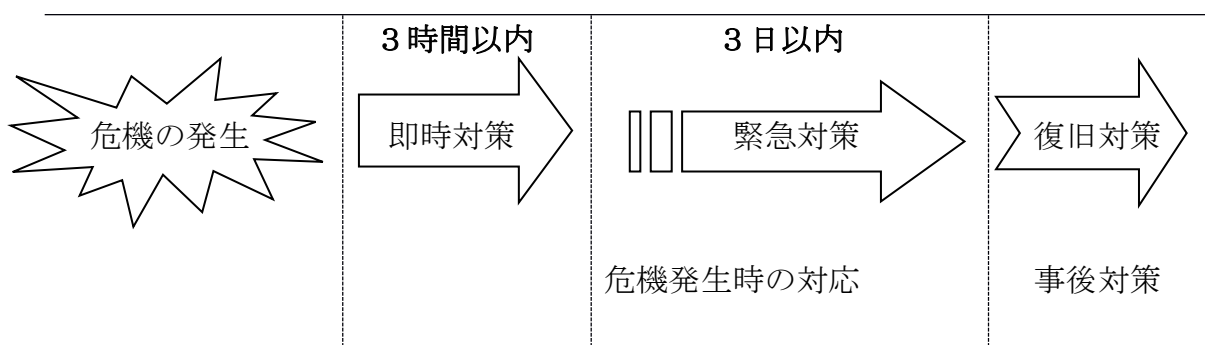 3時間以内
3日以内
危機の発生
即時対策
緊急対策
復旧対策
危機発生時の対応
事後対策